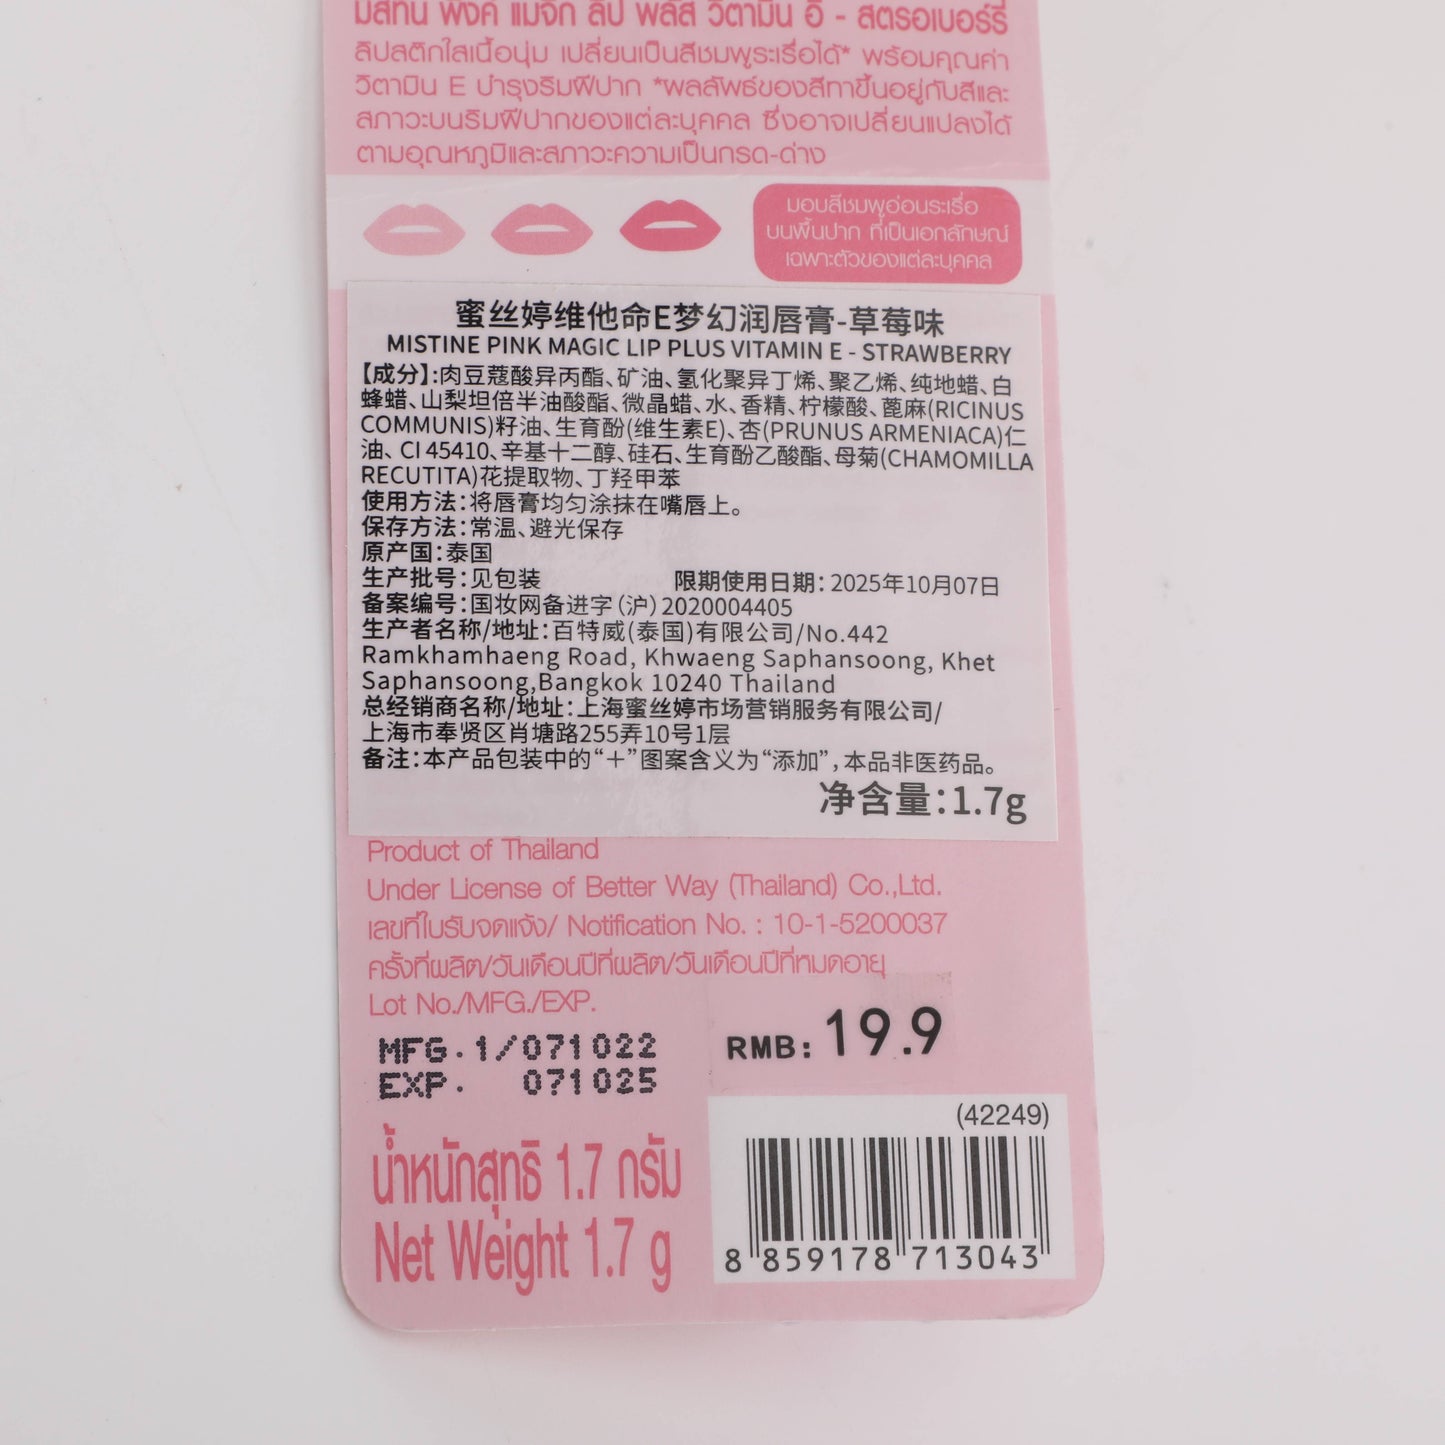 มิสทิน พิงค์ แมจิก ลิป พลัส วิตามิน อี - สตรอเบอร์รี่
ลิปสติกใสเนื้อนุ่ม เปลี่ยนเป็นสีชมพูระเรื่อได้* พร้อมคุณค่า
วิตามิน E บำรุงริมฝีปาก *ผลลัพธ์ของสีทาขึ้นอยู่กับสีและ
สภาวะบนริมฝีปากของแต่ละบุคคล ซึ่งอาจเปลี่ยนแปลงได้
ตามอุณหภูมิและสภาวะความเป็นกรด-ด่าง
มอบสีชมพูอ่อนระเรื่อ
บนพื้นปาก ที่เป็นเอกลักษณ์
เฉพาะตัวของแต่ละบุคคล
蜜丝婷维他命E梦幻润唇膏-草莓味
MISTINE PINK MAGIC LIP PLUS VITAMIN E - STRAWBERRY
【成分】:肉豆蔻酸异丙酯、矿油、氢化聚异丁烯、聚乙烯、纯地蜡、白
蜂蜡、山梨坦倍半油酸酯、微晶蜡、水、香精、柠檬酸、蓖麻(RICINUS
COMMUNIS)籽油、生育酚(维生素E)、杏(PRUNUS ARMENIACA)仁
油、CI 45410、辛基十二醇、硅石、生育酚乙酸酯、母菊(CHAMOMILLA
RECUTITA)花提取物、丁羟甲苯
使用方法：将唇膏均匀涂抹在嘴唇上。
保存方法：常温、避光保存
原产国：泰国
生产批号：见包装 限期使用日期：2025年10月07日
备案编号：国妆网备进字（沪）2020004405
生产者名称/地址：百特威(泰国)有限公司/No.442
Ramkhamhaeng Road, Khwaeng Saphansoong, Khet
Saphansoong,Bangkok 10240 Thailand
总经销商名称/地址：上海蜜丝婷市场营销服务有限公司/
上海市奉贤区肖塘路255弄10号1层
备注：本产品包装中的“＋”图案含义为“添加”，本品非医药品。
净含量：1.7g
Product of Thailand
Under License of Better Way (Thailand) Co.,Ltd.
เลขที่ใบรับจดแจ้ง/ Notification No. : 10-1-5200037
ครั้งที่ผลิต/วันเดือนปีที่ผลิต/วันเดือนปีที่หมดอายุ
Lot No./MFG./EXP.
MFG.1/071022
EXP. 071025
RMB: 19.9
(42249)
น้ำหนักสุทธิ 1.7 กรัม
Net Weight 1.7 g
8 859178 713043